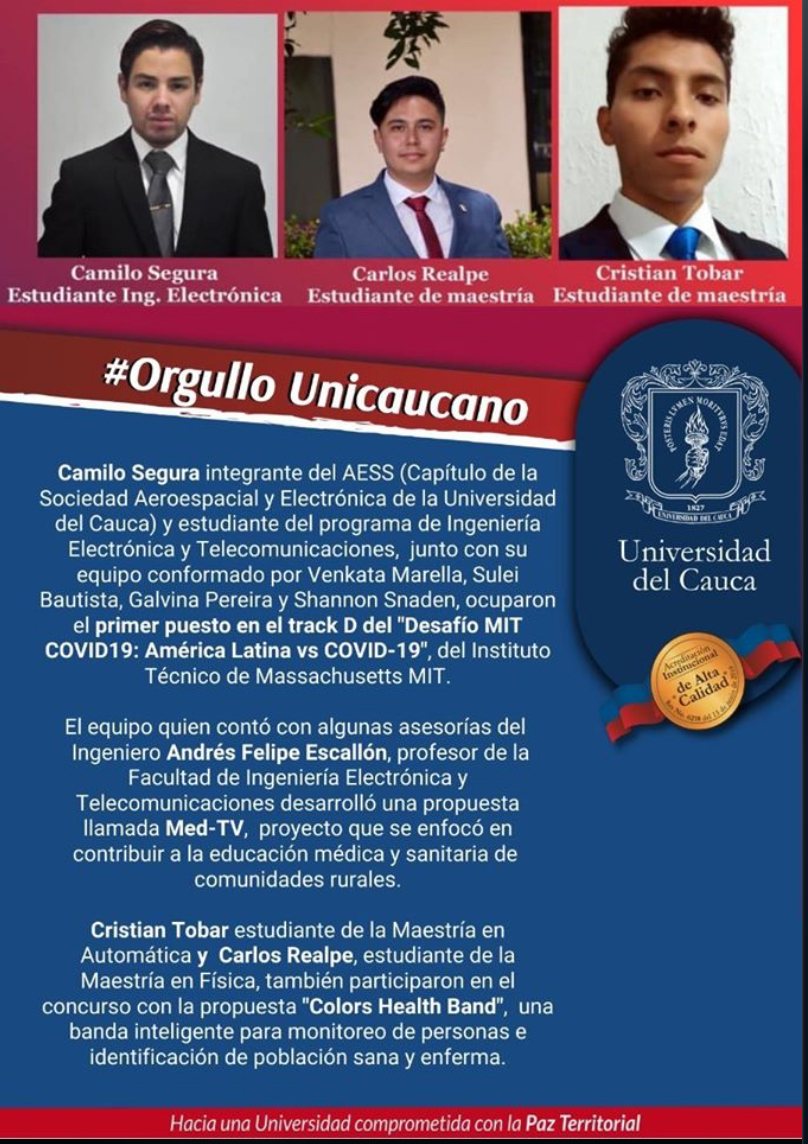 Camilo Segura
Estudiante Ing. Electrónica
Carlos Realpe
Estudiante de maestría
Cristian Tobar
Estudiante de maestría
#Orgullo Unicaucano
POSTERIS LVMEN MORITVRVS EDAT
1827
UNIVERSIDAD DEL CAUCA
Universidad
del Cauca
Acreditación
Institucional
de Alta
Calidad
Camilo Segura integrante del AESS (Capítulo de la
Sociedad Aeroespacial y Electrónica de la Universidad
del Cauca) y estudiante del programa de Ingeniería
Electrónica y Telecomunicaciones, junto con su
equipo conformado por Venkata Marella, Sulei
Bautista, Galvina Pereira y Shannon Snaden, ocuparon
el primer puesto en el track D del "Desafío MIT
COVID19: América Latina vs COVID-19", del Instituto
Técnico de Massachusetts MIT.
El equipo quien contó con algunas asesorías del
Ingeniero Andrés Felipe Escallón, profesor de la
Facultad de Ingeniería Electrónica y
Telecomunicaciones desarrolló una propuesta
llamada Med-TV, proyecto que se enfocó en
contribuir a la educación médica y sanitaria de
comunidades rurales.
Cristian Tobar estudiante de la Maestría en
Automática y Carlos Realpe, estudiante de la
Maestría en Física, también participaron en el
concurso con la propuesta "Colors Health Band", una
banda inteligente para monitoreo de personas e
identificación de población sana y enferma.
Hacia una Universidad comprometida con la Paz Territorial